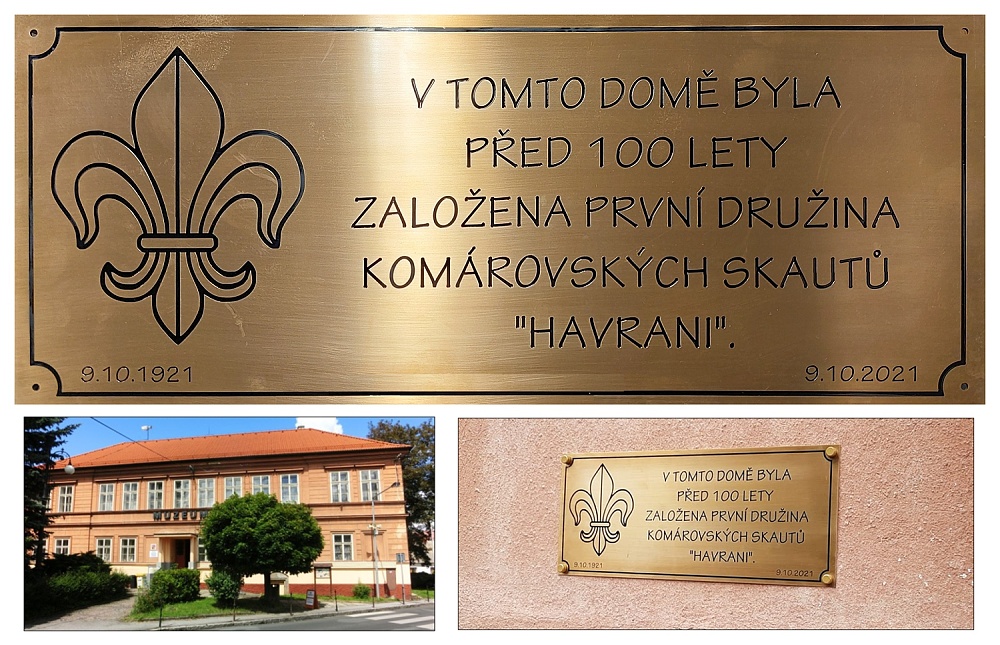 V TOMTO DOMĚ BYLA
PŘED 100 LETY
ZALOŽENA PRVNÍ DRUŽINA
KOMÁROVSKÝCH SKAUTŮ
"HAVRANI".
9.10.1921
9.10.2021
MUZEUM
V TOMTO DOMĚ BYLA
PŘED 100 LETY
ZALOŽENA PRVNÍ DRUŽINA
KOMÁROVSKÝCH SKAUTŮ
"HAVRANI".
9.10.1921
9.10.2021